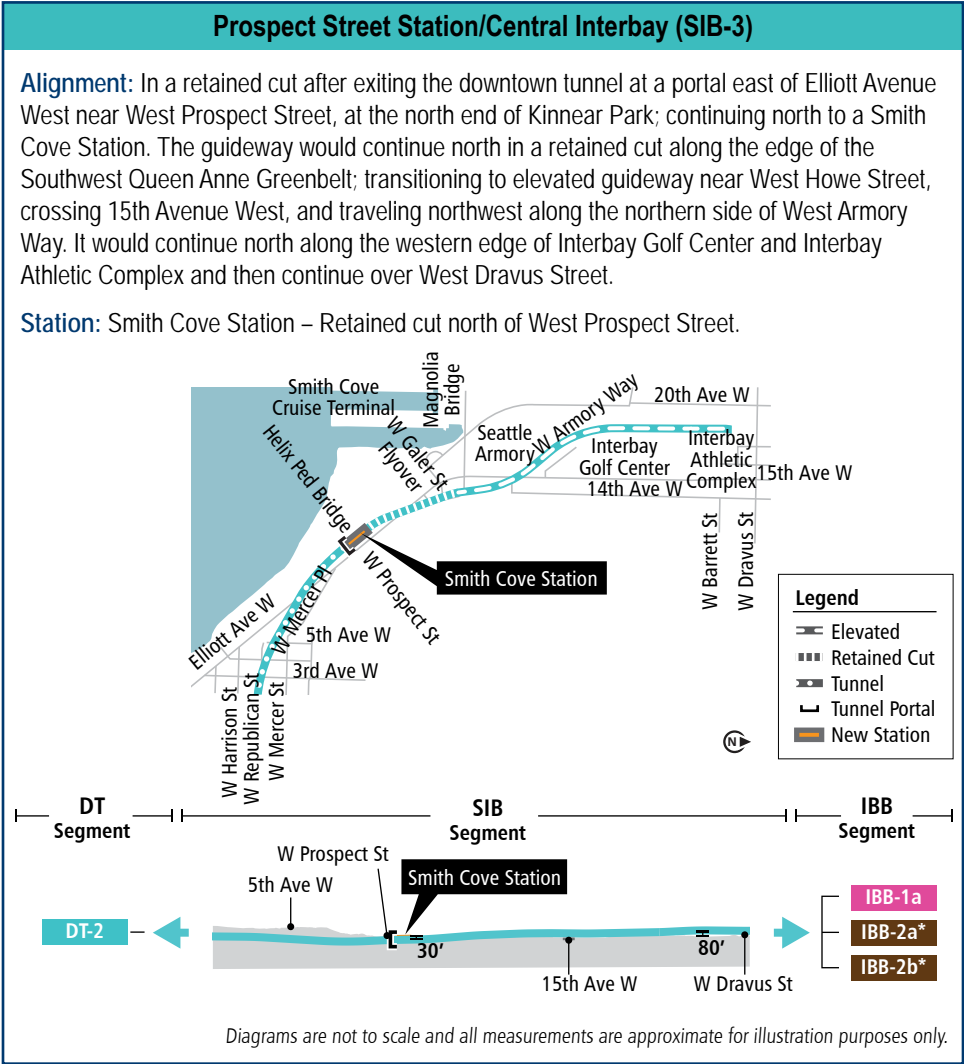 Prospect Street Station/Central Interbay (SIB-3)
Alignment: In a retained cut after exiting the downtown tunnel at a portal east of Elliott Avenue
West near West Prospect Street, at the north end of Kinnear Park; continuing north to a Smith
Cove Station. The guideway would continue north in a retained cut along the edge of the
Southwest Queen Anne Greenbelt; transitioning to elevated guideway near West Howe Street,
crossing 15th Avenue West, and traveling northwest along the northern side of West Armory
Way. It would continue north along the western edge of Interbay Golf Center and Interbay
Athletic Complex and then continue over West Dravus Street.
Station: Smith Cove Station – Retained cut north of West Prospect Street.
Smith Cove
Cruise Terminal
Magnolia
Bridge
W Galer St
Flyover
Helix Ped Bridge
Seattle
Armory
W Armory Way
20th Ave W
Interbay
Golf Center
Interbay
Athletic
Complex
15th Ave W
14th Ave W
W Barrett St
W Dravus St
Smith Cove Station
W Prospect St
W Mercer Pl
Elliott Ave W
5th Ave W
3rd Ave W
W Harrison St
W Republican St
W Mercer St
N
Legend
Elevated
Retained Cut
Tunnel
Tunnel Portal
New Station
DT
Segment
SIB
Segment
IBB
Segment
W Prospect St
5th Ave W
Smith Cove Station
DT-2
30'
80'
15th Ave W
W Dravus St
IBB-1a
IBB-2a*
IBB-2b*
Diagrams are not to scale and all measurements are approximate for illustration purposes only.